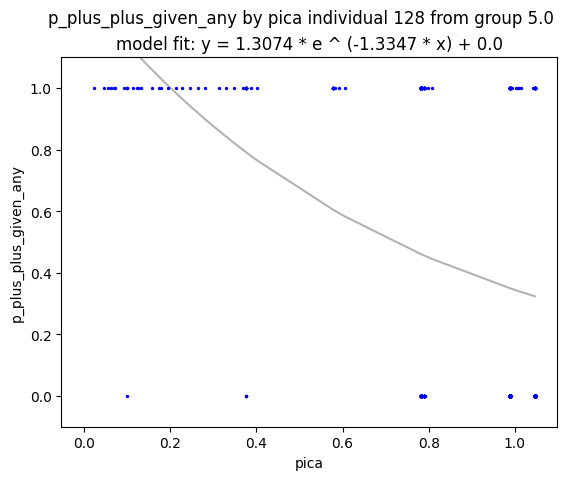 p_plus_plus_given_any by pica individual 128 from group 5.0
model fit: y = 1.3074 * e ^ (-1.3347 * x) + 0.0
p_plus_plus_given_any
1.0
0.8
0.6
0.4
0.2
0.0
0.0 0.2 0.4 0.6 0.8 1.0
pica